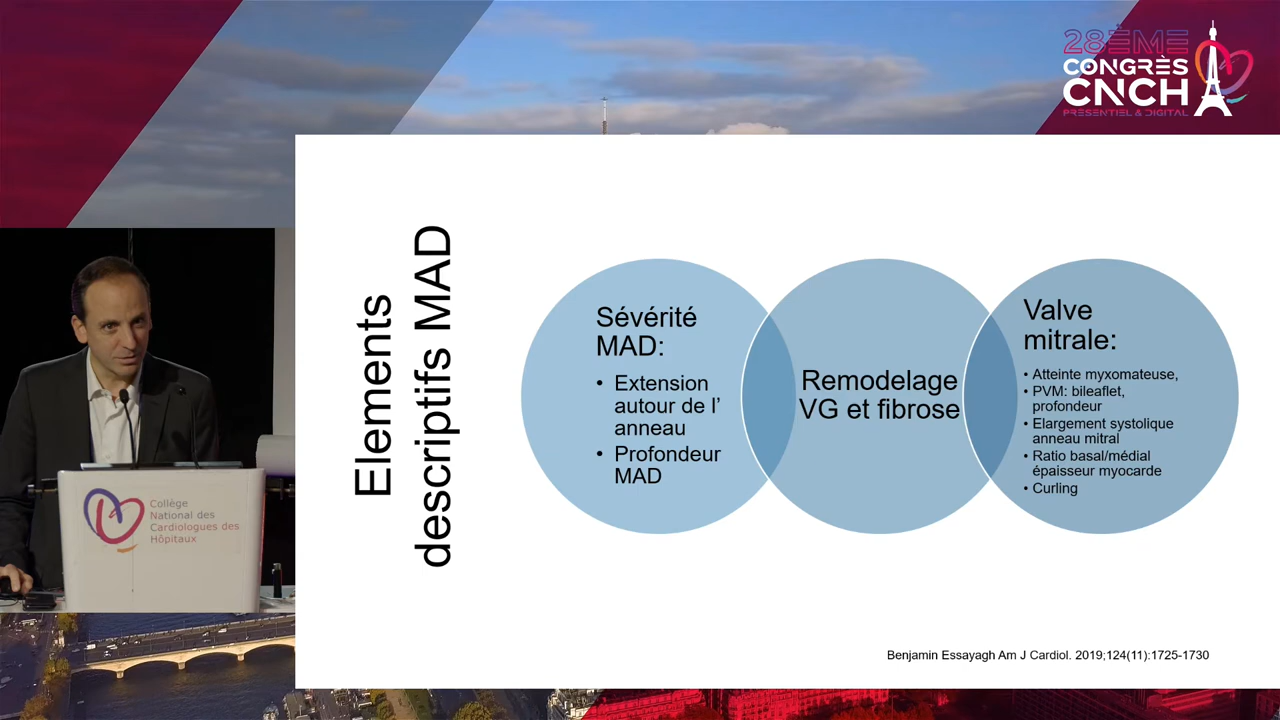 28ÈME
CONGRÈS
CNCH
PRÉSENTIEL & DIGITAL
Elements
descriptifs MAD
Sévérité
MAD:
• Extension
autour de l’
anneau
• Profondeur
MAD
Remodelage
VG et fibrose
Valve
mitrale:
• Atteinte myxomateuse,
• PVM: bileaflet,
profondeur
• Elargement systolique
anneau mitral
• Ratio basal/médial
épaisseur myocarde
• Curling
Collège
National des
Cardiologues des
Hôpitaux
Benjamin Essayagh Am J Cardiol. 2019;124(11):1725-1730